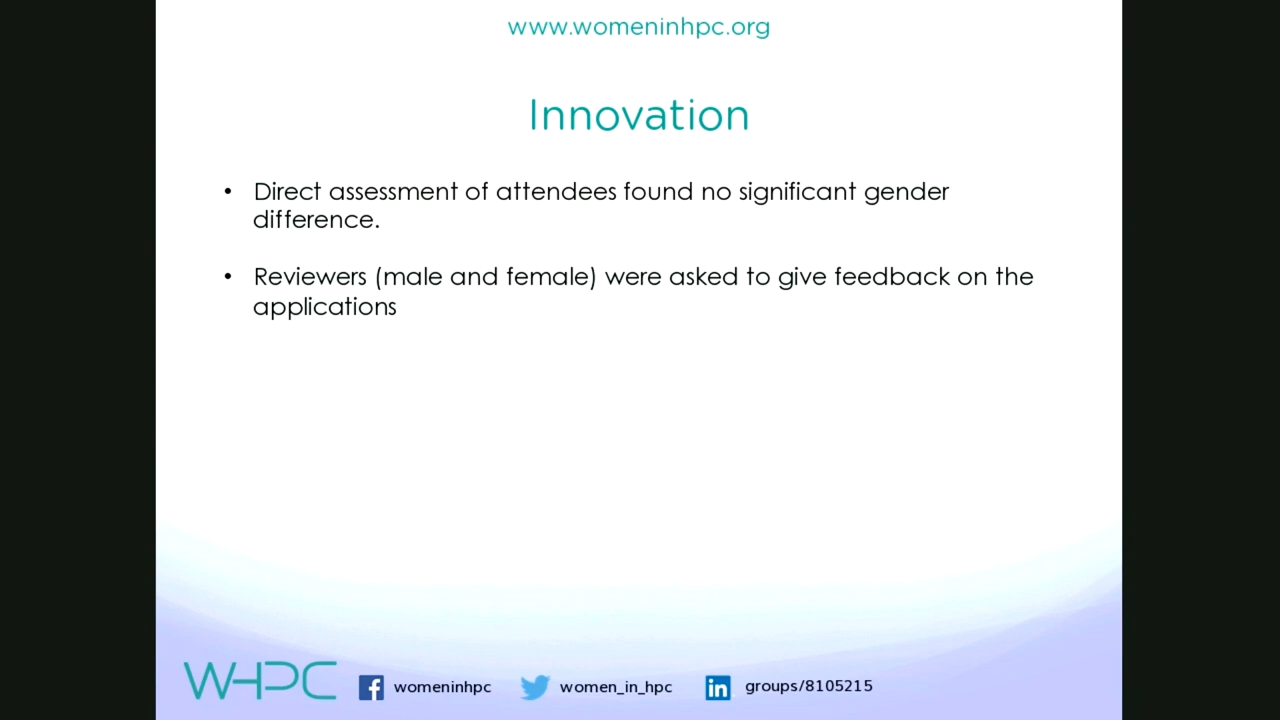 www.womeninhpc.org
Innovation
• Direct assessment of attendees found no significant gender
difference.
• Reviewers (male and female) were asked to give feedback on the
applications
WHPC womeninhpc women_in_hpc groups/8105215